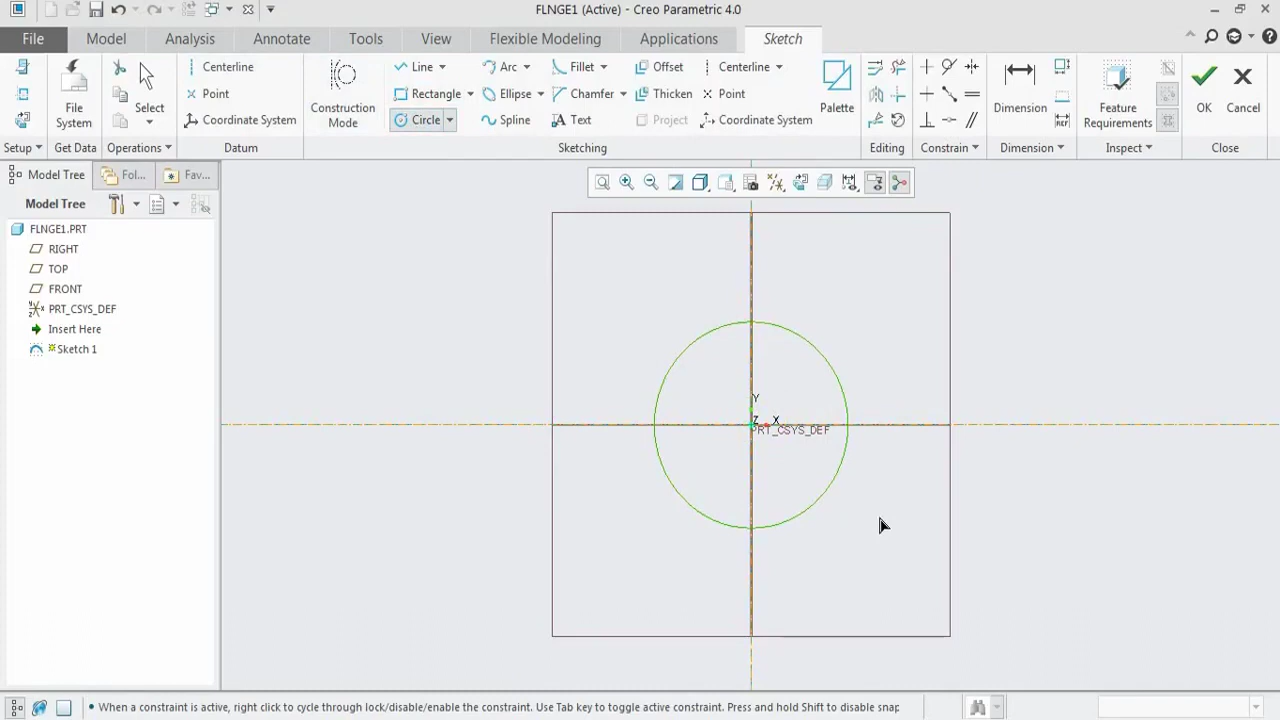 FLNGE1 (Active) - Creo Parametric 4.0
File Model Analysis Annotate Tools View Flexible Modeling Applications Sketch
Centerline Line Arc Fillet Offset Centerline
Point Rectangle Ellipse Chamfer Thicken Point
Coordinate System Circle Spline Text Project Coordinate System
File System
Select
Construction Mode
Palette
Dimension
Feature Requirements
OK Cancel
Setup Get Data Operations Datum Sketching Editing Constrain Dimension Inspect Close
Model Tree Fol... Fav...
Model Tree
FLNGE1.PRT
RIGHT
TOP
FRONT
PRT_CSYS_DEF
Insert Here
Sketch 1
Y
Z X
PRT_CSYS_DEF
• When a constraint is active, right click to cycle through lock/disable/enable the constraint. Use Tab key to toggle active constraint. Press and hold Shift to disable snap